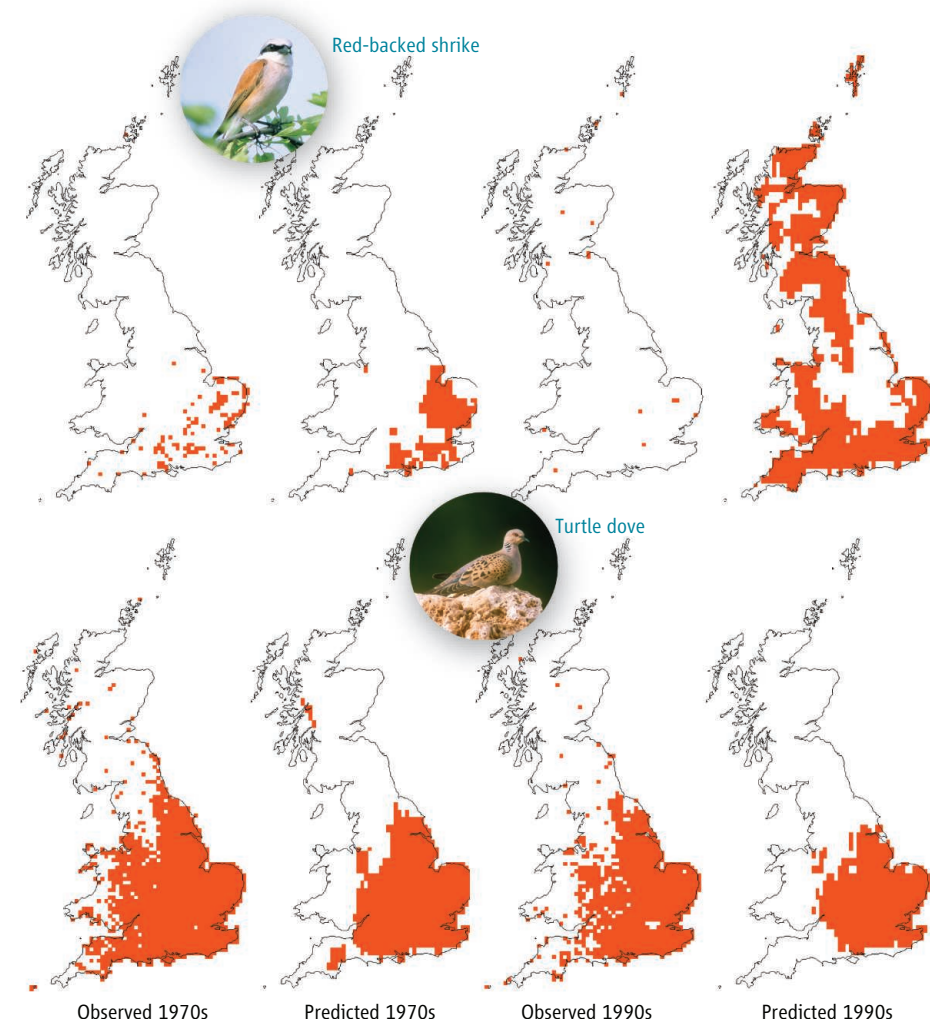 Red-backed shrike
Turtle dove
Observed 1970s
Predicted 1970s
Observed 1990s
Predicted 1990s